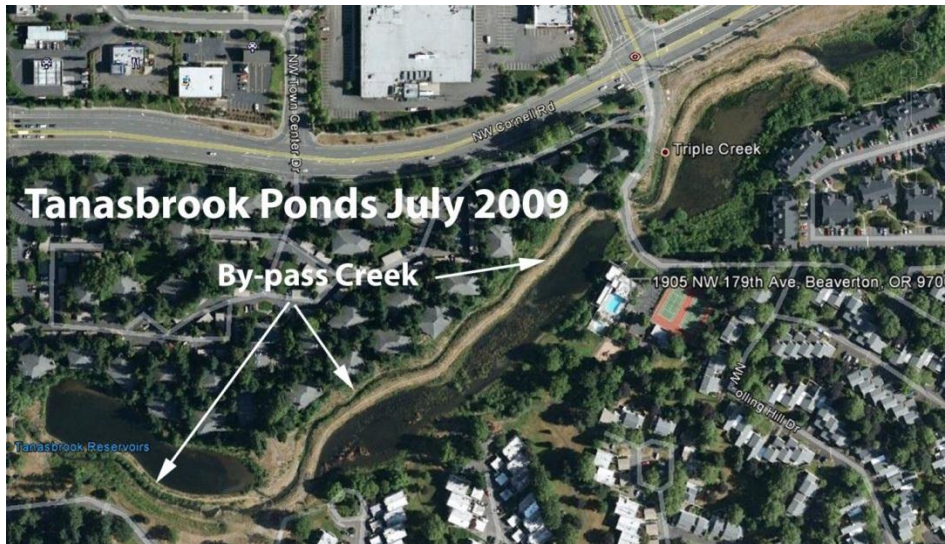 NW Town Center Dr
NW Cornell Rd
Triple Creek
Tanasbrook Ponds July 2009
By-pass Creek
1905 NW 179th Ave, Beaverton, OR 970
Tanasbrook Reservoirs
NW Rolling Hill Dr